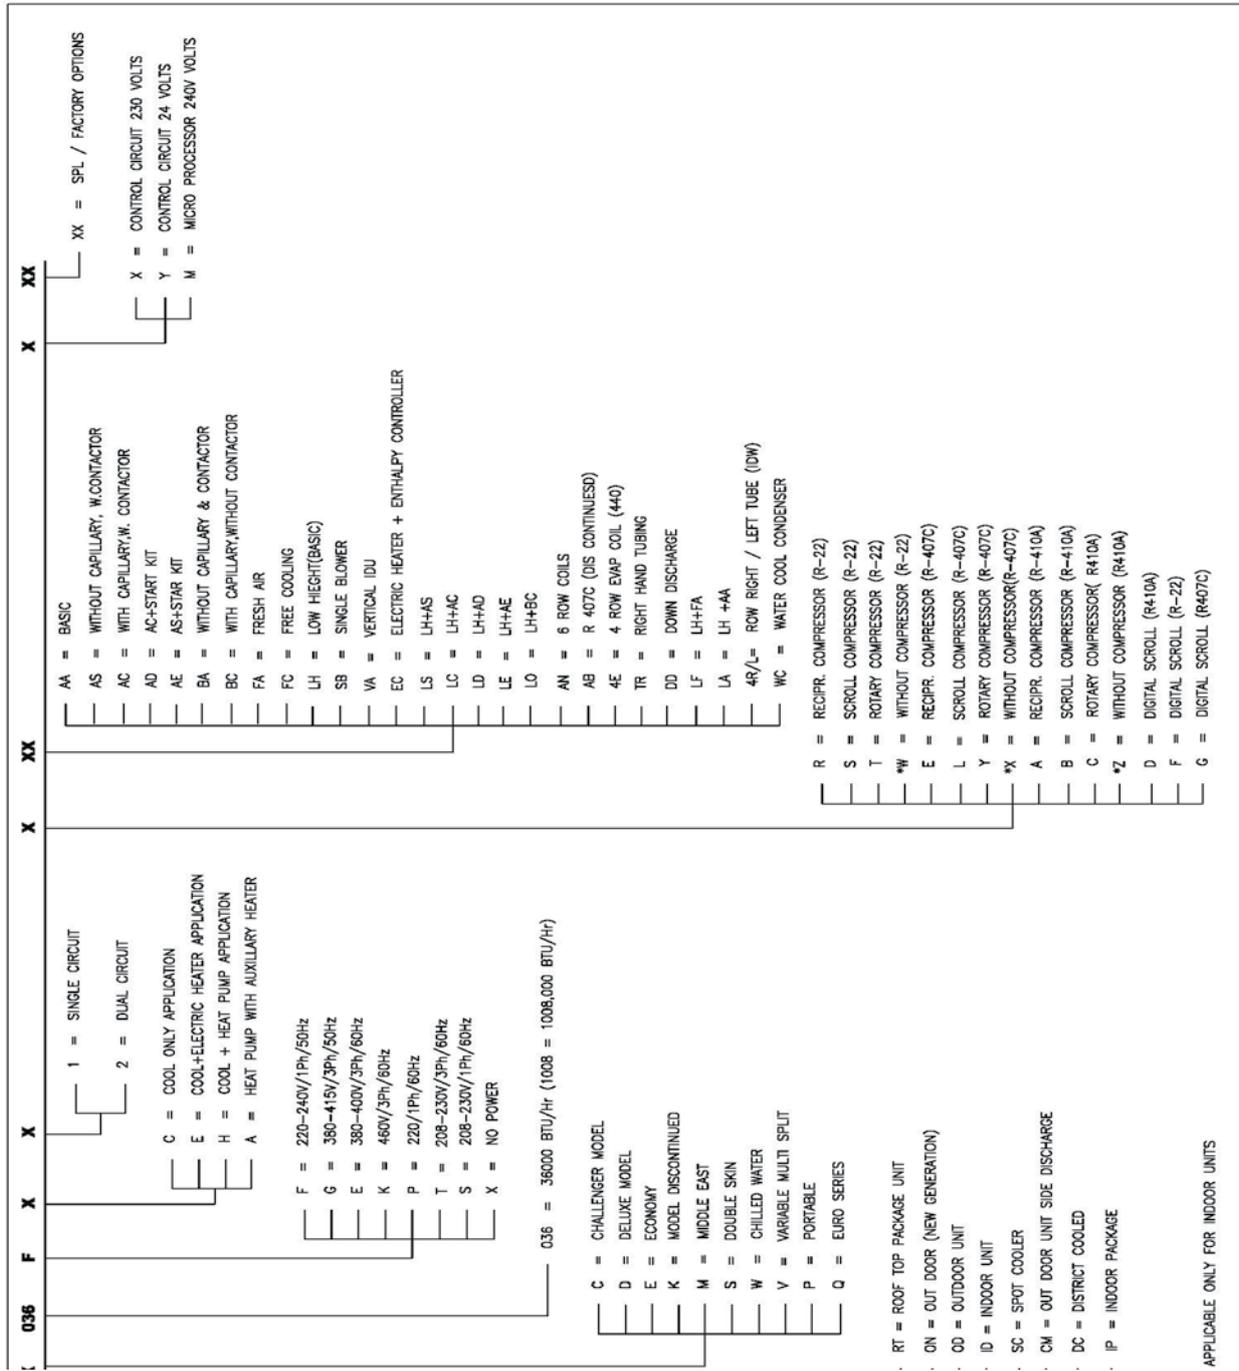 036 F X X X XX X XX
XX = SPL / FACTORY OPTIONS
X = CONTROL CIRCUIT 230 VOLTS
Y = CONTROL CIRCUIT 24 VOLTS
M = MICRO PROCESSOR 240V VOLTS
AA = BASIC
AS = WITHOUT CAPILLARY, W.CONTACTOR
AC = WITH CAPILLARY,W. CONTACTOR
AD = AC+START KIT
AE = AS+STAR KIT
BA = WITHOUT CAPILLARY & CONTACTOR
BC = WITH CAPILLARY,WITHOUT CONTACTOR
FA = FRESH AIR
FC = FREE COOLING
LH = LOW HIEGHT(BASIC)
SB = SINGLE BLOWER
VA = VERTICAL IDU
EC = ELECTRIC HEATER + ENTHALPY CONTROLLER
LS = LH+AS
LC = LH+AC
LD = LH+AD
LE = LH+AE
LO = LH+BC
AN = 6 ROW COILS
AB = R 407C (DIS CONTINUESD)
4E = 4 ROW EVAP COIL (440)
TR = RIGHT HAND TUBING
DD = DOWN DISCHARGE
LF = LH+FA
LA = LH +AA
4R/L= ROW RIGHT / LEFT TUBE (IDW)
WC = WATER COOL CONDENSER
R = RECIPR. COMPRESSOR (R-22)
S = SCROLL COMPRESSOR (R-22)
T = ROTARY COMPRESSOR (R-22)
*W = WITHOUT COMPRESSOR (R-22)
E = RECIPR. COMPRESSOR (R-407C)
L = SCROLL COMPRESSOR (R-407C)
Y = ROTARY COMPRESSOR (R-407C)
*X = WITHOUT COMPRESSOR(R-407C)
A = RECIPR. COMPRESSOR (R-410A)
B = SCROLL COMPRESSOR (R-410A)
C = ROTARY COMPRESSOR( R410A)
*Z = WITHOUT COMPRESSOR (R410A)
D = DIGITAL SCROLL (R410A)
F = DIGITAL SCROLL (R-22)
G = DIGITAL SCROLL (R407C)
1 = SINGLE CIRCUIT
2 = DUAL CIRCUIT
C = COOL ONLY APPLICATION
E = COOL+ELECTRIC HEATER APPLICATION
H = COOL + HEAT PUMP APPLICATION
A = HEAT PUMP WITH AUXILLARY HEATER
F = 220-240V/1Ph/50Hz
G = 380-415V/3Ph/50Hz
E = 380-400V/3Ph/60Hz
K = 460V/3Ph/60Hz
P = 220/1Ph/60Hz
T = 208-230V/3Ph/60Hz
S = 208-230V/1Ph/60Hz
X = NO POWER
036 = 36000 BTU/Hr (1008 = 1008,000 BTU/Hr)
C = CHALLENGER MODEL
D = DELUXE MODEL
E = ECONOMY
K = MODEL DISCONTINUED
M = MIDDLE EAST
S = DOUBLE SKIN
W = CHILLED WATER
V = VARIABLE MULTI SPLIT
P = PORTABLE
Q = EURO SERIES
RT = ROOF TOP PACKAGE UNIT
ON = OUT DOOR (NEW GENERATION)
OD = OUTDOOR UNIT
ID = INDOOR UNIT
SC = SPOT COOLER
CM = OUT DOOR UNIT SIDE DISCHARGE
DC = DISTRICT COOLED
IP = INDOOR PACKAGE
APPLICABLE ONLY FOR INDOOR UNITS